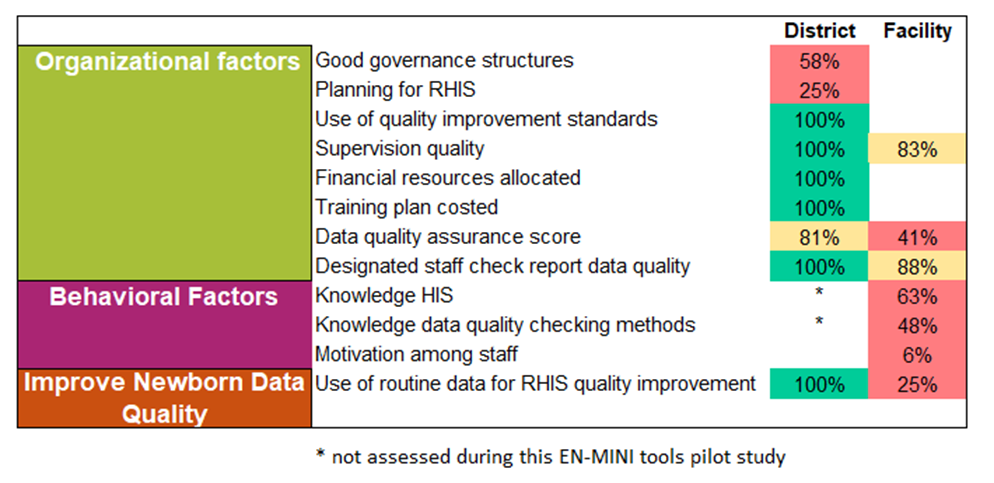 District Facility
Organizational factors
Good governance structures 58%
Planning for RHIS 25%
Use of quality improvement standards 100%
Supervision quality 100% 83%
Financial resources allocated 100%
Training plan costed 100%
Data quality assurance score 81% 41%
Designated staff check report data quality 100% 88%
Behavioral Factors
Knowledge HIS * 63%
Knowledge data quality checking methods * 48%
Motivation among staff 6%
Improve Newborn Data
Quality
Use of routine data for RHIS quality improvement 100% 25%
* not assessed during this EN-MINI tools pilot study